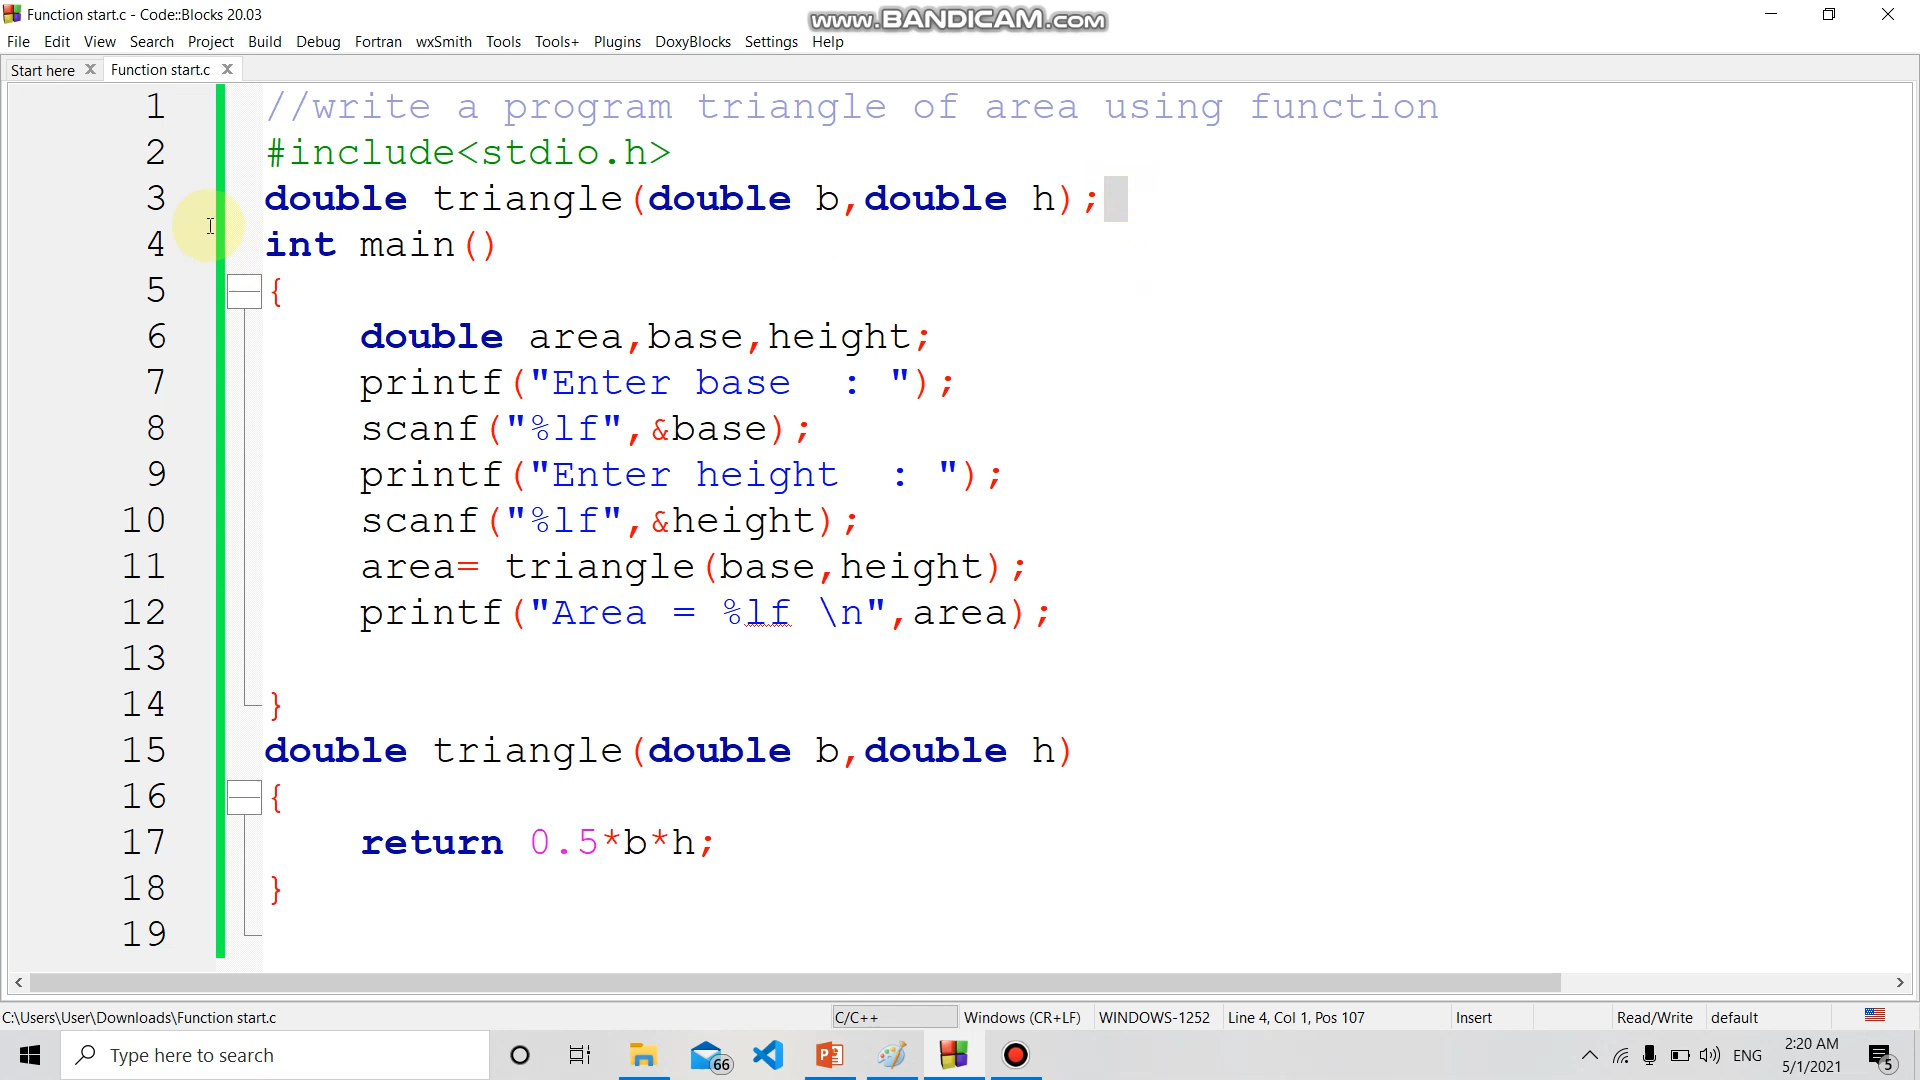 Function start.c - Code::Blocks 20.03
www.BANDICAM.com
File Edit View Search Project Build Debug Fortran wxSmith Tools Tools+ Plugins DoxyBlocks Settings Help
Start here Function start.c
1 //write a program triangle of area using function
2 #include<stdio.h>
3 double triangle(double b,double h);
4 int main()
5 {
6 double area,base,height;
7 printf("Enter base  : ");
8 scanf("%lf",&base);
9 printf("Enter height  : ");
10 scanf("%lf",&height);
11 area= triangle(base,height);
12 printf("Area = %lf \n",area);
13
14 }
15 double triangle(double b,double h)
16 {
17 return 0.5*b*h;
18 }
19
C:\Users\User\Downloads\Function start.c C/C++ Windows (CR+LF) WINDOWS-1252 Line 4, Col 1, Pos 107 Insert Read/Write default
Type here to search 66 ENG 2:20 AM 5
5/1/2021